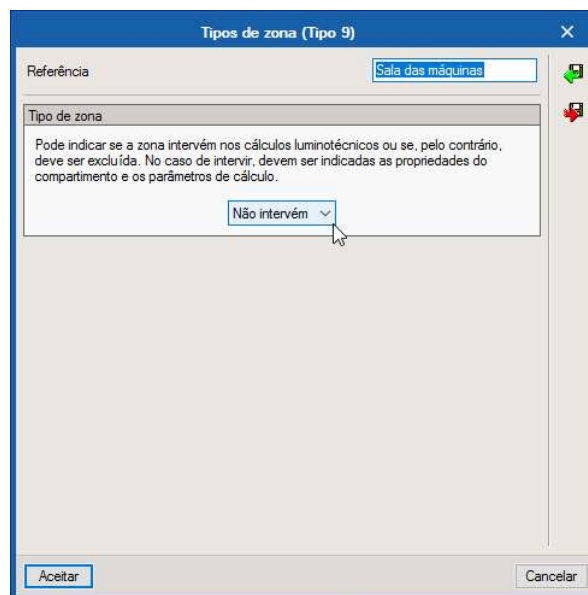 Tipos de zona (Tipo 9)
Referência
Sala das máquinas
Tipo de zona
Pode indicar se a zona intervém nos cálculos luminotécnicos ou se, pelo contrário,
deve ser excluída. No caso de intervir, devem ser indicadas as propriedades do
compartimento e os parâmetros de cálculo.
Não intervém
Aceitar
Cancelar